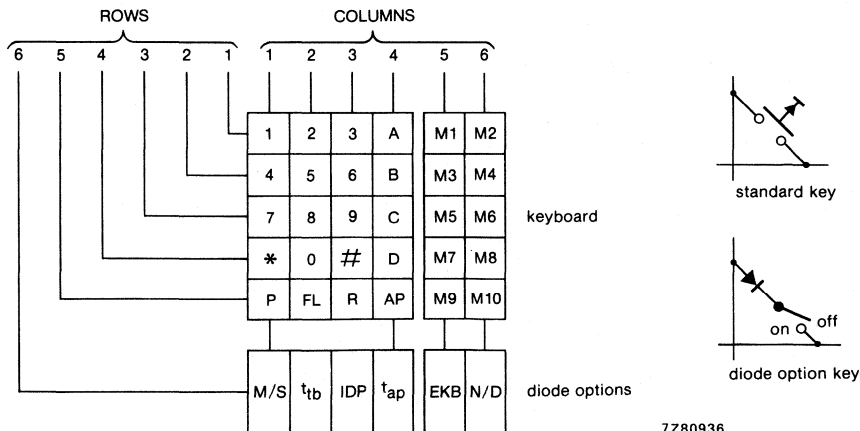 ROWS COLUMNS
6 5 4 3 2 1 1 2 3 4 5 6
1 2 3 A M1 M2
4 5 6 B M3 M4
standard key
7 8 9 C M5 M6 keyboard
* 0 # D M7 M8
P FL R AP M9 M10
on off
M/S ttb IDP tap EKB N/D diode options
diode option key
7Z80936